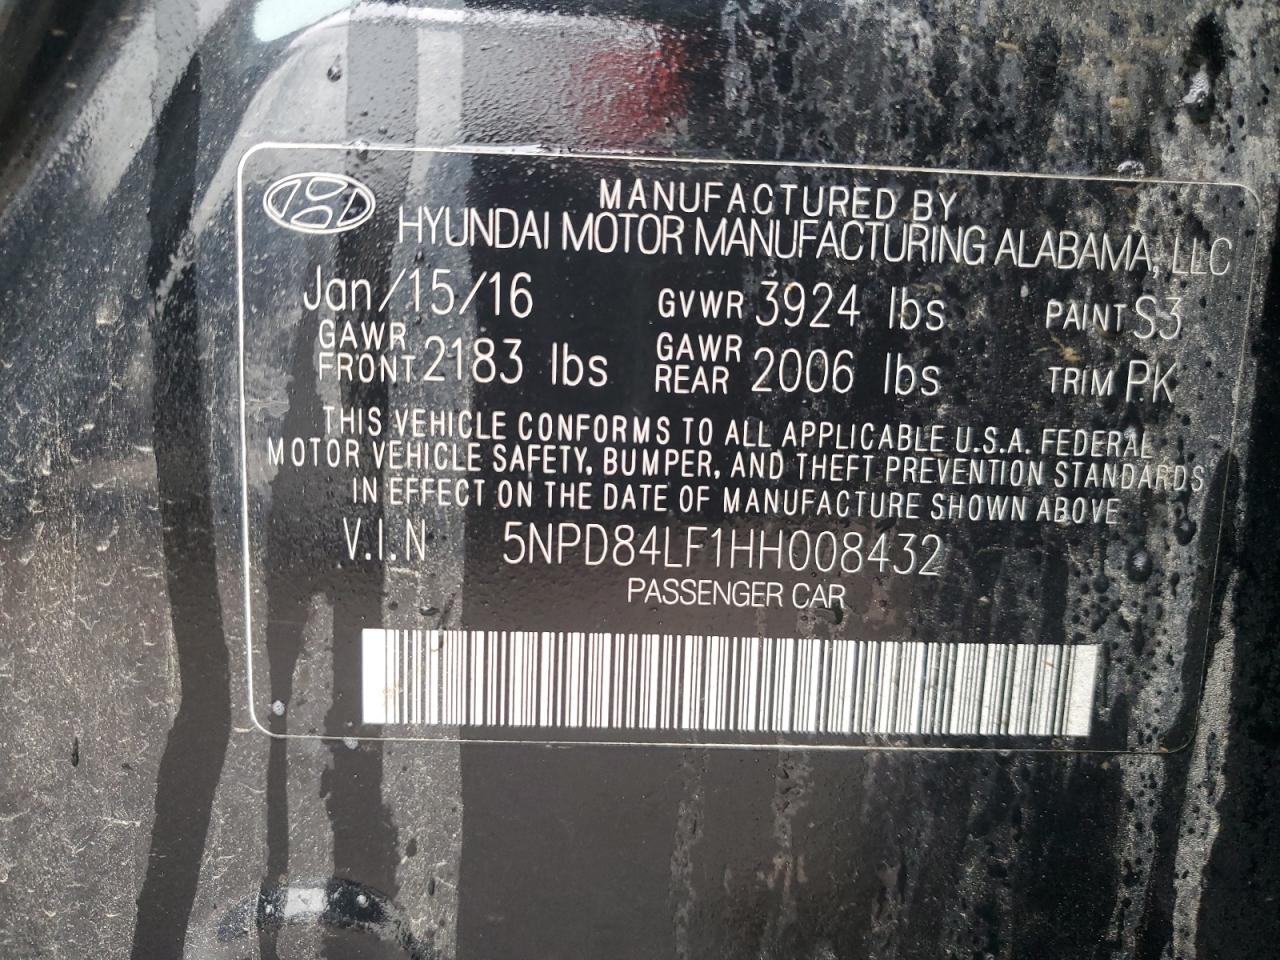 MANUFACTURED BY
HYUNDAI MOTOR MANUFACTURING ALABAMA, LLC
Jan/15/16 GVWR 3924 lbs PAINT S3
GAWR FRONT 2183 lbs GAWR REAR 2006 lbs TRIM PK
THIS VEHICLE CONFORMS TO ALL APPLICABLE U.S.A. FEDERAL
MOTOR VEHICLE SAFETY, BUMPER, AND THEFT PREVENTION STANDARDS
IN EFFECT ON THE DATE OF MANUFACTURE SHOWN ABOVE
V.I.N 5NPD84LF1HH008432
PASSENGER CAR